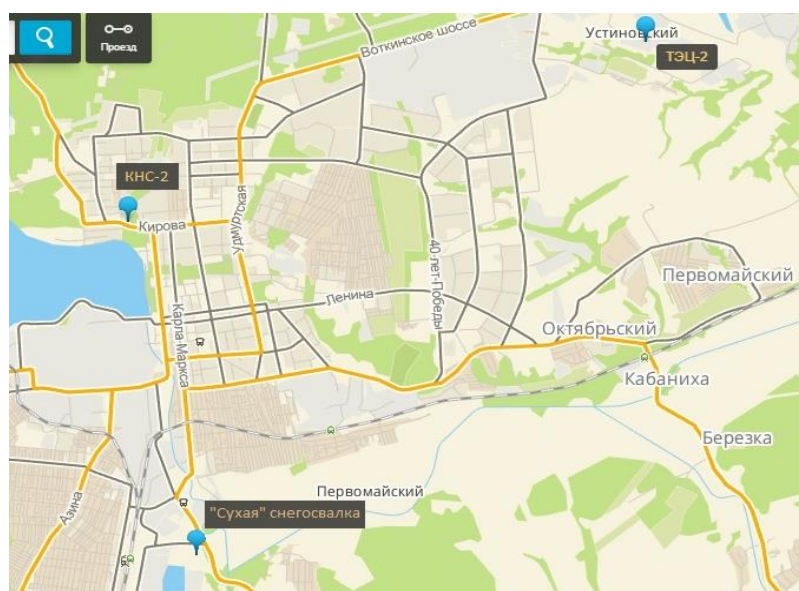 Проезд
Воткинское шоссе
Устиновский
ТЭЦ-2
КНС-2
Кирова
Удмуртская
40-лет-Победы
Ленина
Карла-Маркса
Первомайский
Октябрьский
Кабаниха
Березка
Первомайский
"Сухая" снегосвалка
Азина